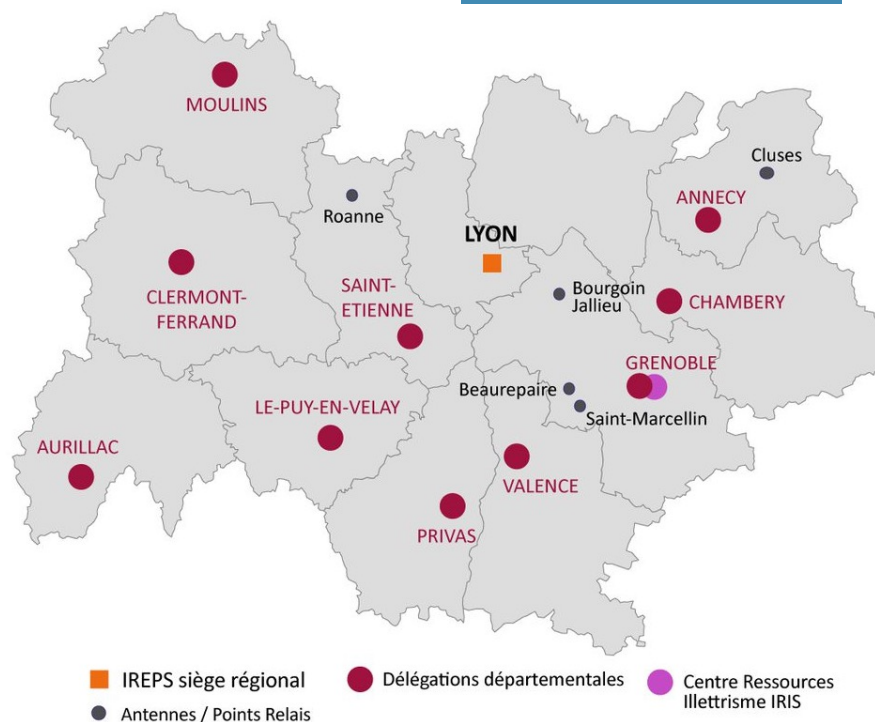 MOULINS
Cluses
Roanne
ANNECY
LYON
CLERMONT-
FERRAND
SAINT-
ETIENNE
Bourgoin
Jallieu
CHAMBERY
GRENOBLE
Beaurepaire
Saint-Marcellin
LE-PUY-EN-VELAY
AURILLAC
VALENCE
PRIVAS
IREPS siège régional
Délégations départementales
Centre Ressources
Illettrisme IRIS
Antennes / Points Relais